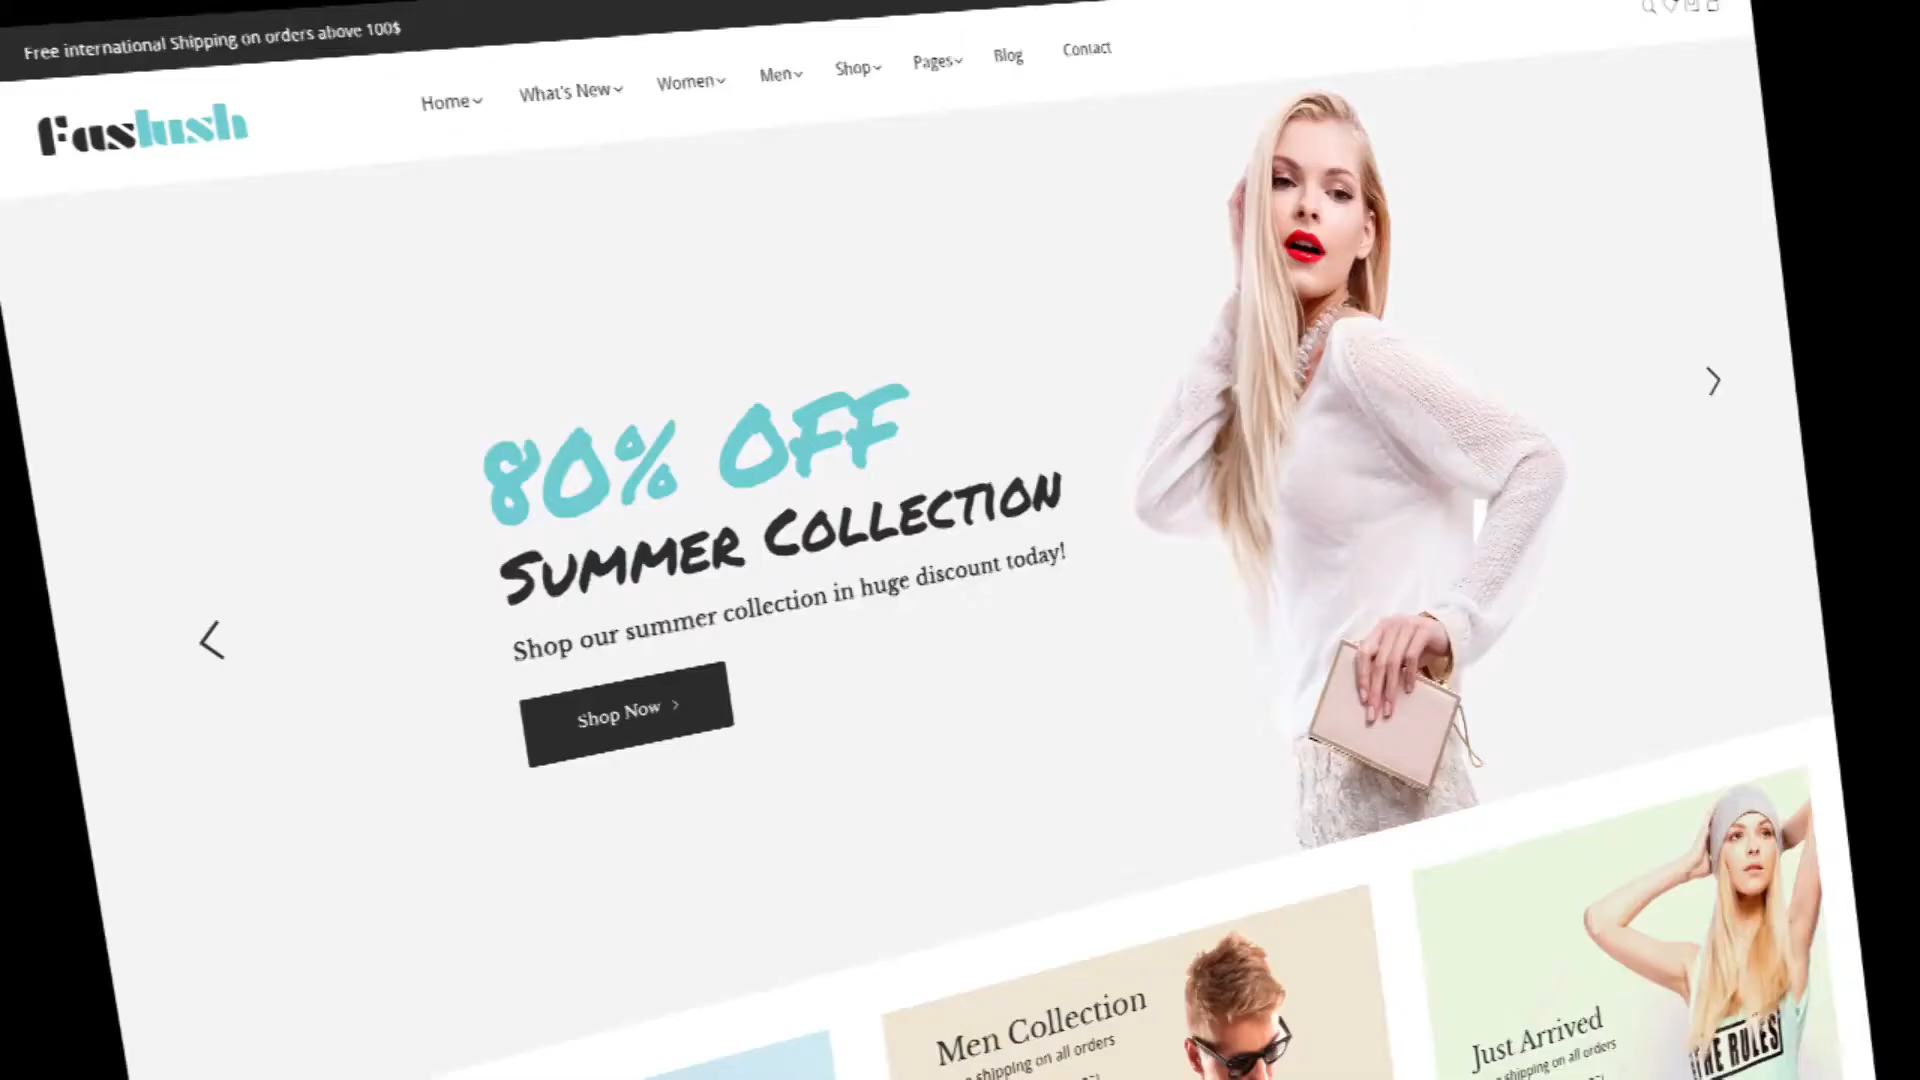 Free international Shipping on orders above 100$
Faslush
Home What's New Women Men Shop Pages Blog Contact
80% OFF
SUMMER COLLECTION
Shop our summer collection in huge discount today!
Shop Now
Men Collection
shipping on all orders
Just Arrived
shipping on all orders
THE RULES